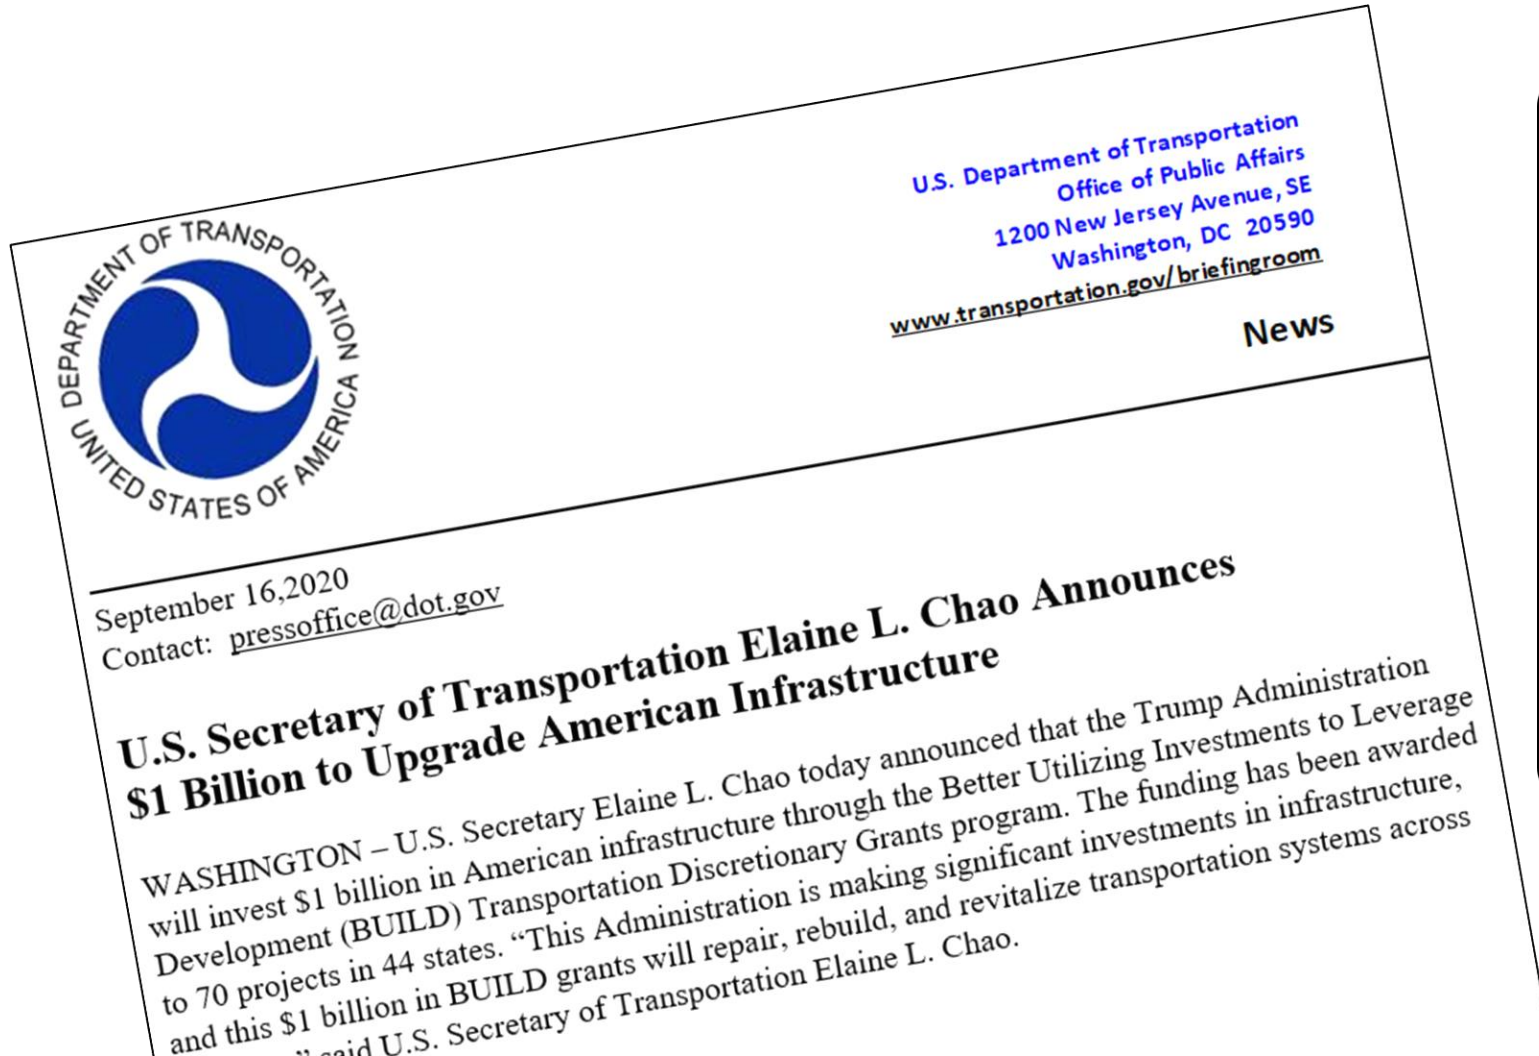 DEPARTMENT OF TRANSPORTATION
UNITED STATES OF AMERICA
U.S. Department of Transportation
Office of Public Affairs
1200 New Jersey Avenue, SE
Washington, DC 20590
www.transportation.gov/briefingroom
News
September 16,2020
Contact: pressoffice@dot.gov
U.S. Secretary of Transportation Elaine L. Chao Announces
$1 Billion to Upgrade American Infrastructure
WASHINGTON – U.S. Secretary Elaine L. Chao today announced that the Trump Administration
will invest $1 billion in American infrastructure through the Better Utilizing Investments to Leverage
Development (BUILD) Transportation Discretionary Grants program. The funding has been awarded
to 70 projects in 44 states. “This Administration is making significant investments in infrastructure,
and this $1 billion in BUILD grants will repair, rebuild, and revitalize transportation systems across
” said U.S. Secretary of Transportation Elaine L. Chao.